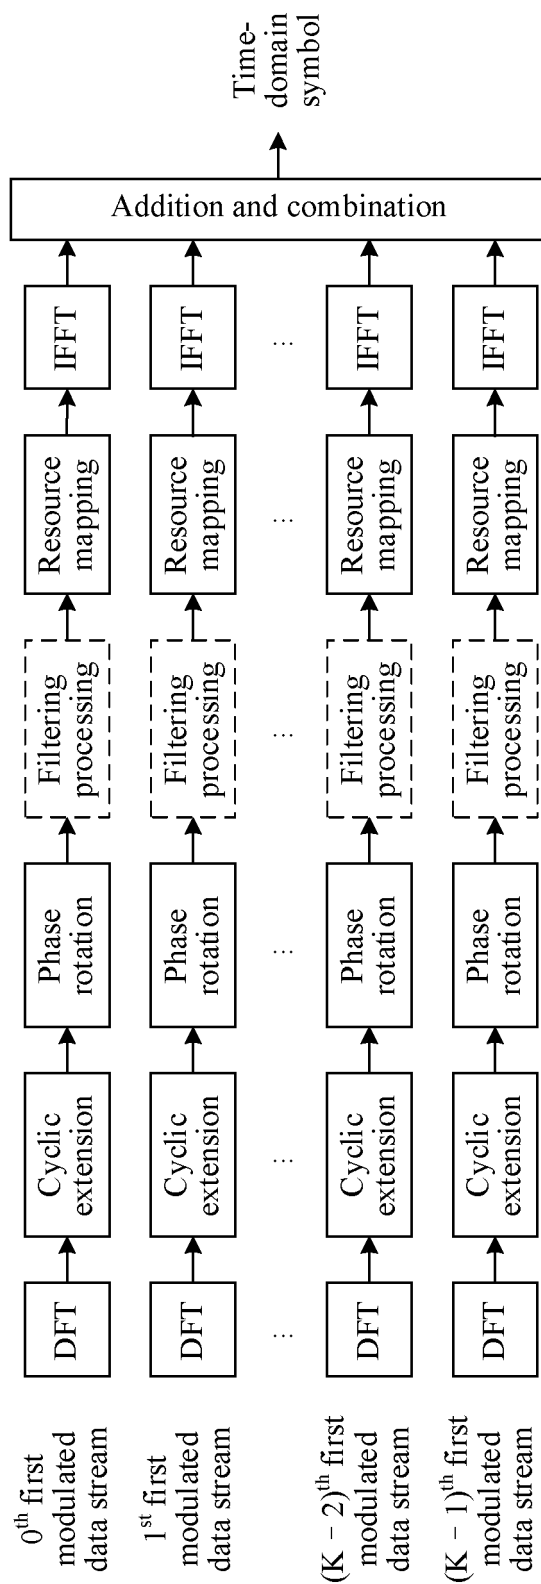 0th first
modulated
data stream
DFT
Cyclic
extension
Phase
rotation
Filtering
processing
Resource
mapping
IFFT
1st first
modulated
data stream
DFT
Cyclic
extension
Phase
rotation
Filtering
processing
Resource
mapping
IFFT
...
...
...
...
...
...
(K − 2)th first
modulated
data stream
DFT
Cyclic
extension
Phase
rotation
Filtering
processing
Resource
mapping
IFFT
(K − 1)th first
modulated
data stream
DFT
Cyclic
extension
Phase
rotation
Filtering
processing
Resource
mapping
IFFT
Addition and combination
Time-
domain
symbol